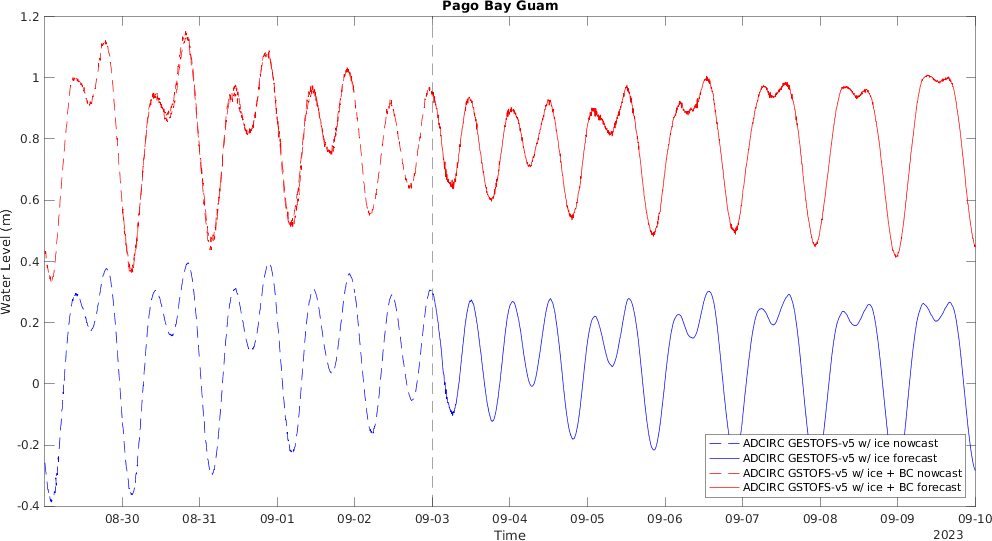 Pago Bay Guam
1.2
1
0.8
0.6
0.4
0.2
0
-0.2
-0.4
Water Level (m)
ADCIRC GESTOFS-v5 w/ ice nowcast
ADCIRC GESTOFS-v5 w/ ice forecast
ADCIRC GSTOFS-v5 w/ ice + BC nowcast
ADCIRC GSTOFS-v5 w/ ice + BC forecast
08-30 08-31 09-01 09-02 09-03 09-04 09-05 09-06 09-07 09-08 09-09 09-10
Time
2023